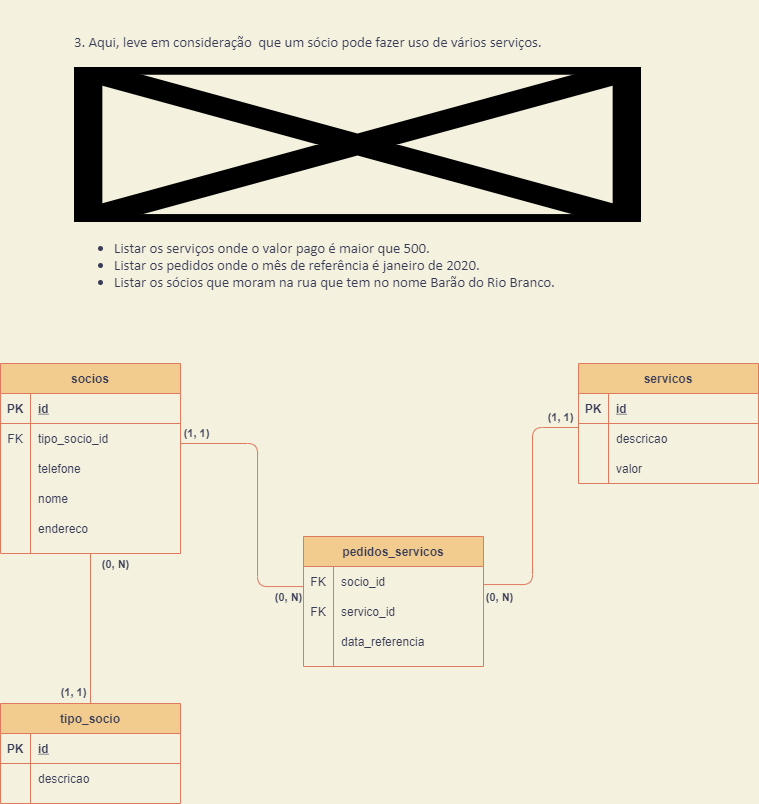 3. Aqui, leve em consideração  que um sócio pode fazer uso de vários serviços.
• Listar os serviços onde o valor pago é maior que 500.
• Listar os pedidos onde o mês de referência é janeiro de 2020.
• Listar os sócios que moram na rua que tem no nome Barão do Rio Branco.
socios
PK id
FK tipo_socio_id
telefone
nome
endereco
(1, 1)
(0, N)
servicos
PK id
descricao
valor
(1, 1)
pedidos_servicos
FK socio_id
FK servico_id
data_referencia
(0, N)
(0, N)
(1, 1)
tipo_socio
PK id
descricao